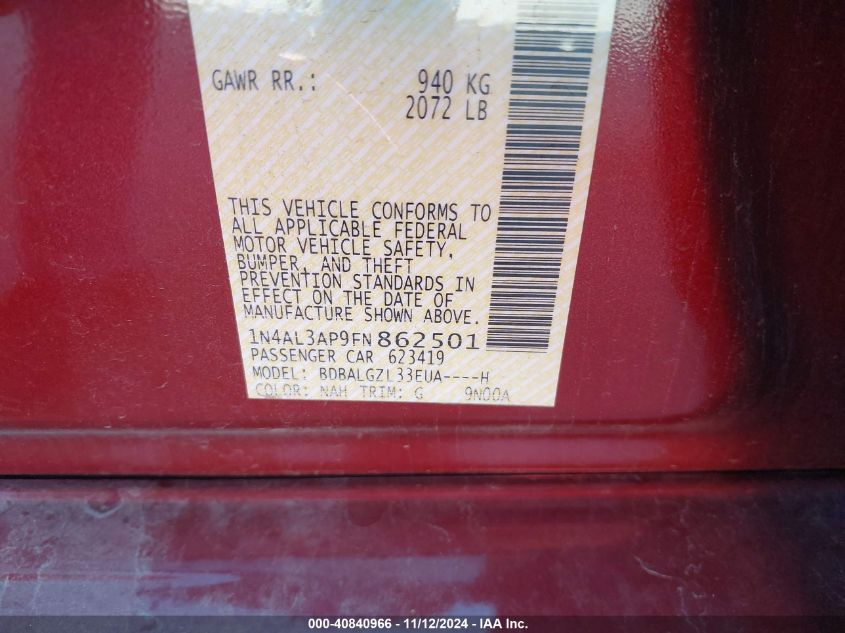 GAWR RR.: 940 KG
2072 LB
THIS VEHICLE CONFORMS TO
ALL APPLICABLE FEDERAL
MOTOR VEHICLE SAFETY,
BUMPER, AND THEFT
PREVENTION STANDARDS IN
EFFECT ON THE DATE OF
MANUFACTURE SHOWN ABOVE.
1N4AL3AP9FN862501
PASSENGER CAR 623419
MODEL: BDBALGZL33EUA----H
COLOR: NAH TRIM: G 9N00A
000-40840966 - 11/12/2024 - IAA Inc.